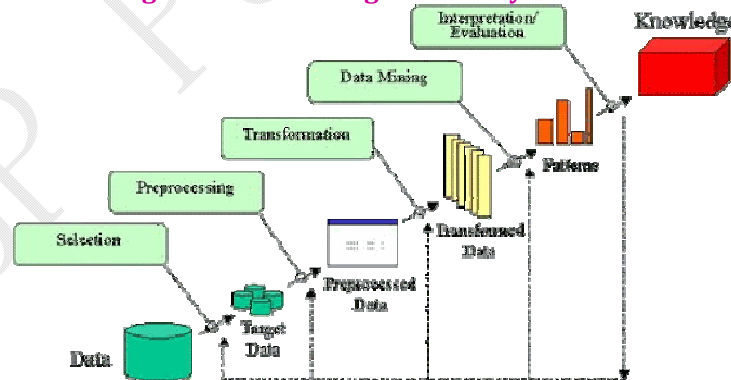 Interpretation/
Evaluation
Knowledge
Data Mining
Transformation
Patterns
Preprocessing
Transformed
Data
Selection
Preprocessed
Data
Target
Data
Data